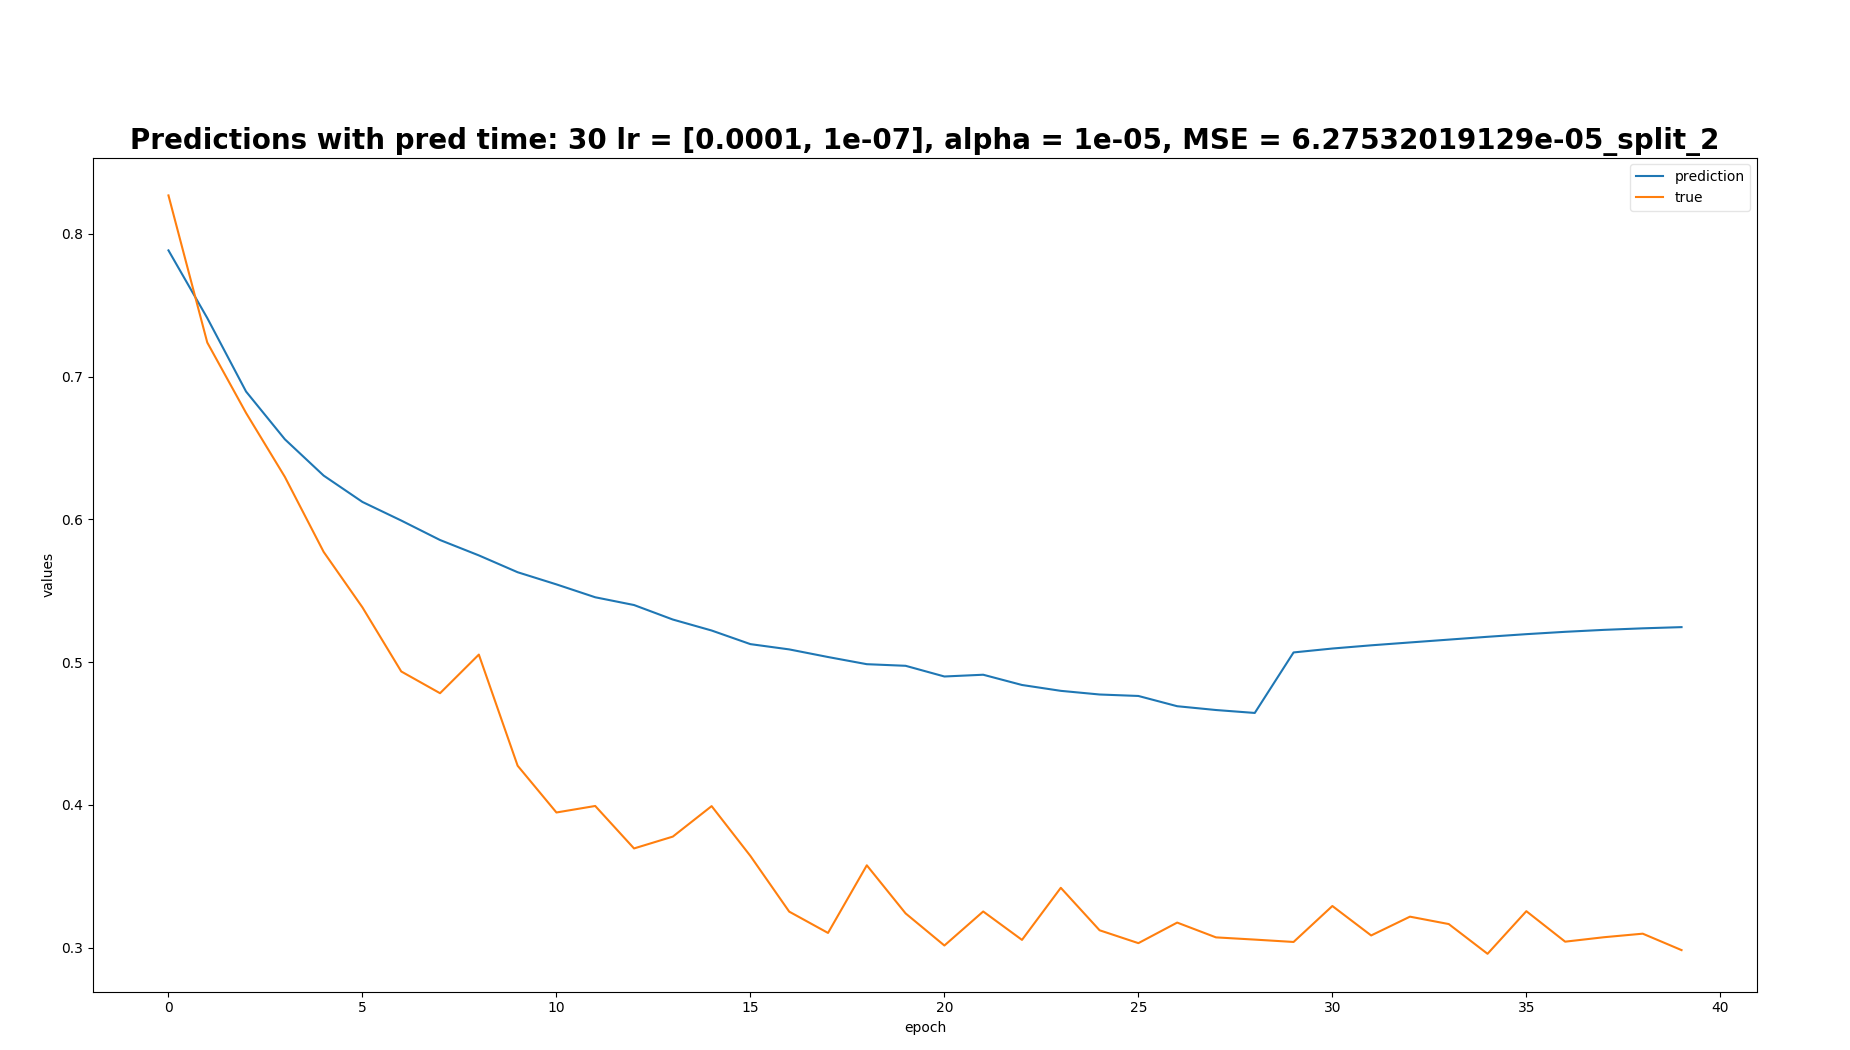 Predictions with pred time: 30 lr = [0.0001, 1e-07], alpha = 1e-05, MSE = 6.27532019129e-05_split_2
prediction
true
0.8
0.7
0.6
0.5
0.4
0.3
values
0 5 10 15 20 25 30 35 40
epoch